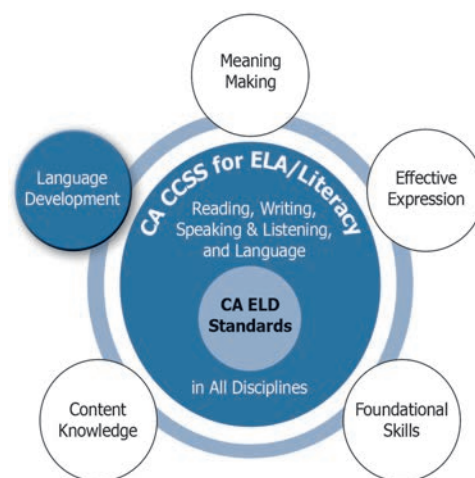 Meaning
Making
Language
Development
Effective
Expression
CA CCSS for ELA/Literacy
Reading, Writing,
Speaking & Listening,
and Language
CA ELD
Standards
in All Disciplines
Content
Knowledge
Foundational
Skills